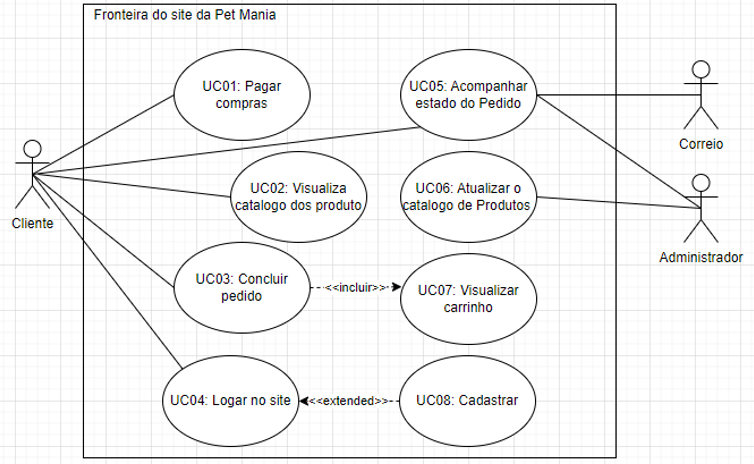 Fronteira do site da Pet Mania
UC01: Pagar
compras
UC05: Acompanhar
estado do Pedido
Correio
Cliente
UC02: Visualiza
catalogo dos produto
UC06: Atualizar o
catalogo de Produtos
Administrador
UC03: Concluir
pedido
<<incluir>>
UC07: Visualizar
carrinho
UC04: Logar no site
<<extended>>
UC08: Cadastrar